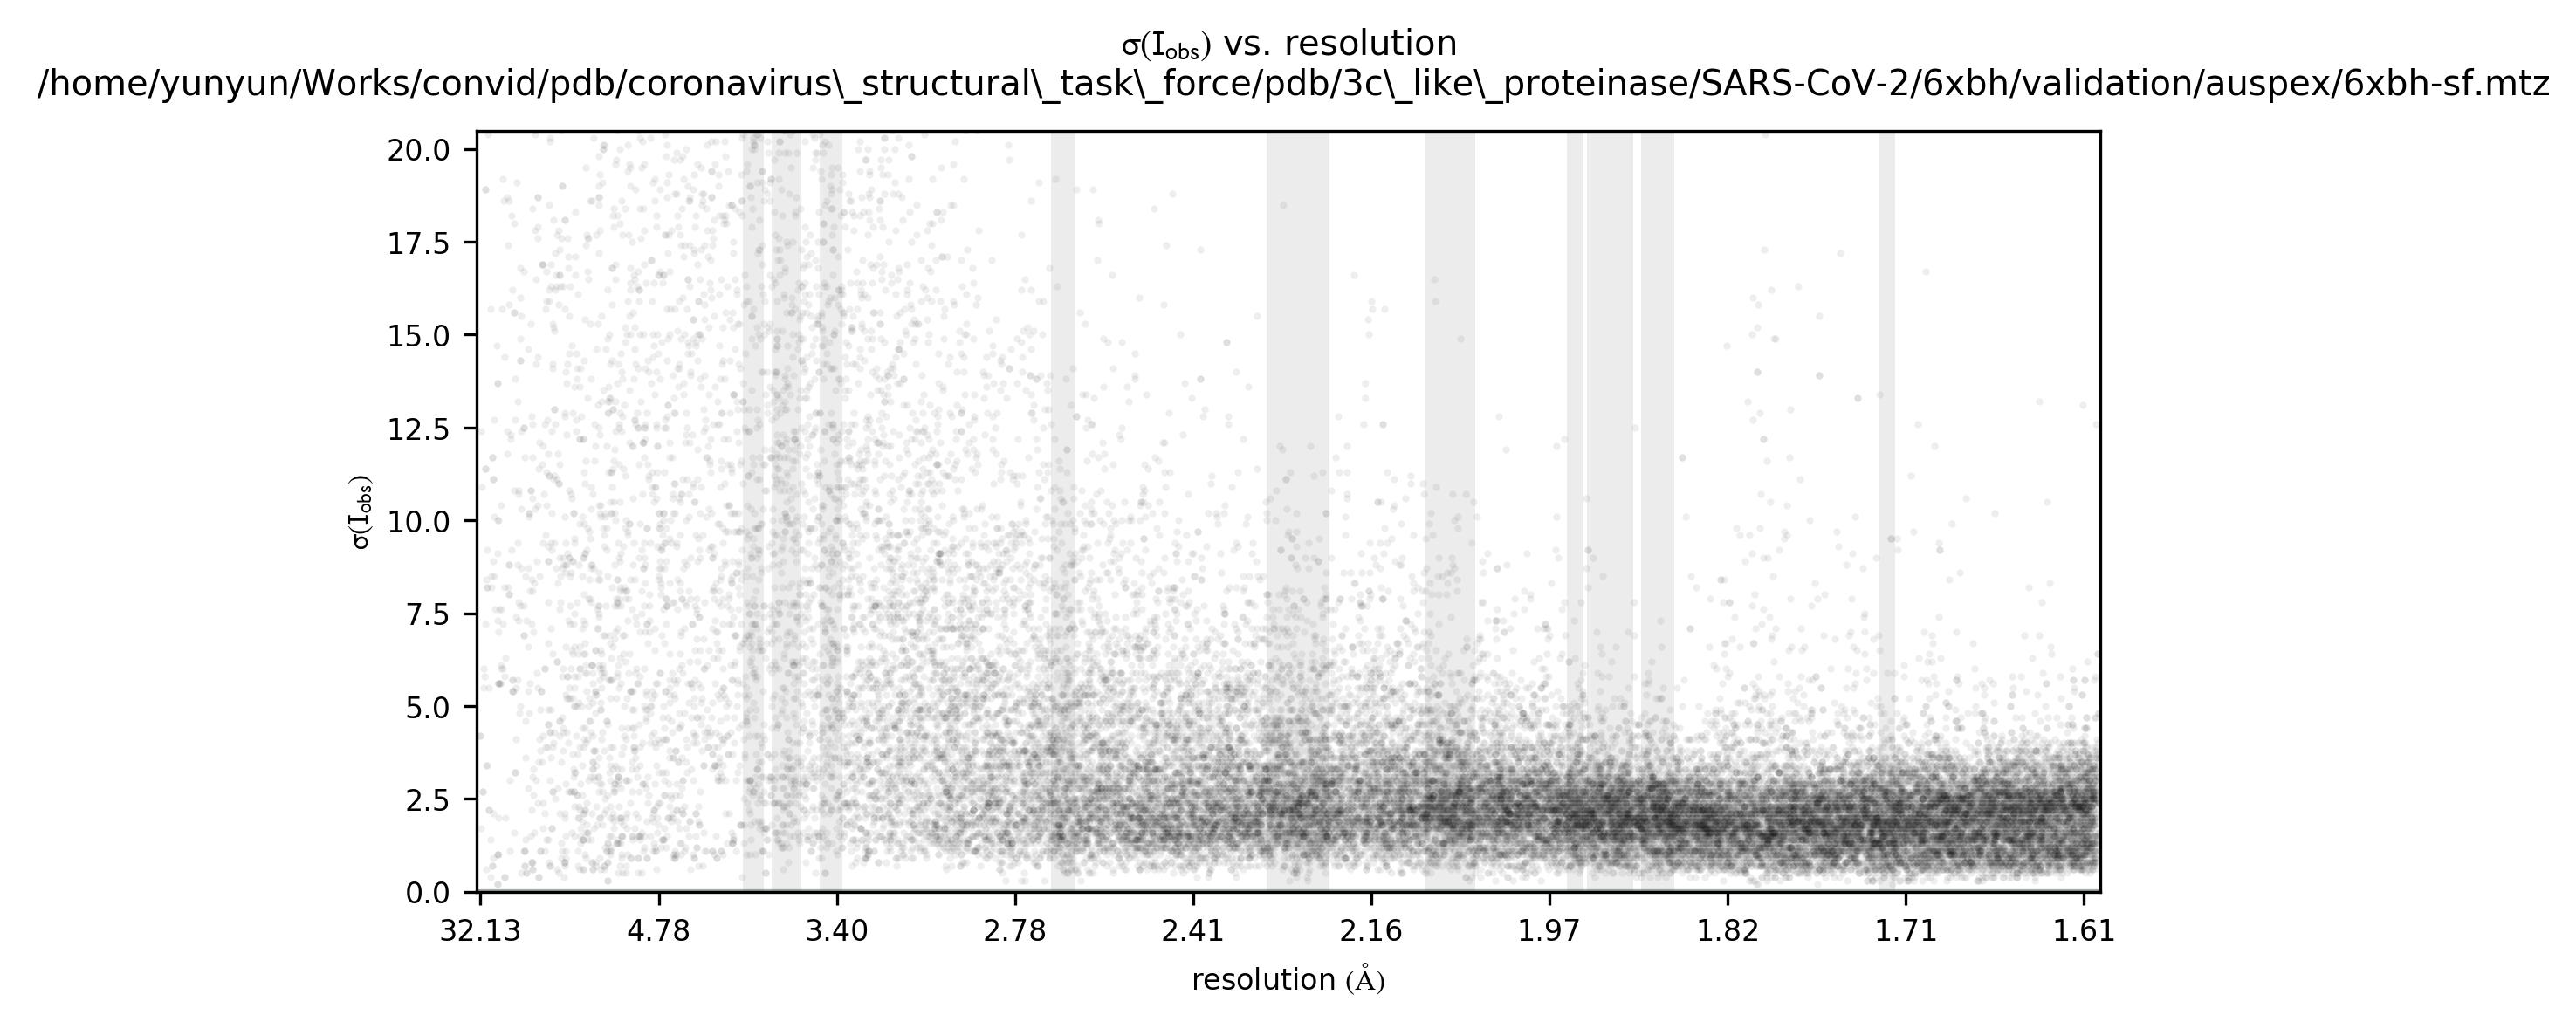 σ(I_obs) vs. resolution
/home/yunyun/Works/convid/pdb/coronavirus\_structural\_task\_force/pdb/3c\_like\_proteinase/SARS-CoV-2/6xbh/validation/auspex/6xbh-sf.mtz
σ(I_obs)
20.0
17.5
15.0
12.5
10.0
7.5
5.0
2.5
0.0
32.13 4.78 3.40 2.78 2.41 2.16 1.97 1.82 1.71 1.61
resolution (Å)